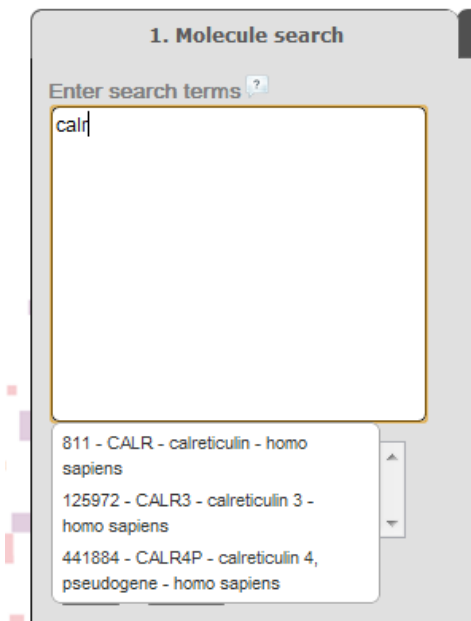 1. Molecule search
Enter search terms ?
calr
811 - CALR - calreticulin - homo
sapiens
125972 - CALR3 - calreticulin 3 -
homo sapiens
441884 - CALR4P - calreticulin 4,
pseudogene - homo sapiens